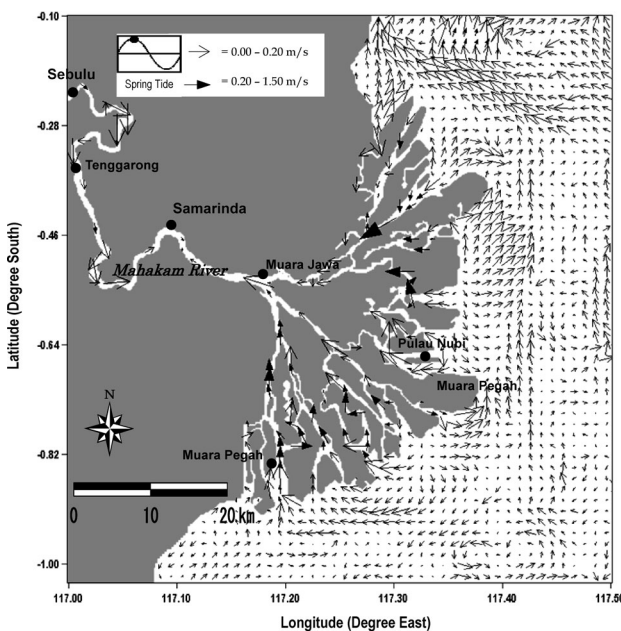 -0.10
-0.28
-0.46
-0.64
-0.82
-1.00
Latitude (Degree South)
= 0.00 – 0.20 m/s
Spring Tide
= 0.20 – 1.50 m/s
Sebulu
Tenggarong
Samarinda
Mahakam River
Muara Jawa
Pulau Nubi
Muara Pegah
Muara Pegah
N
0
10
20 km
117.00
117.10
117.20
117.30
117.40
117.50
Longitude (Degree East)